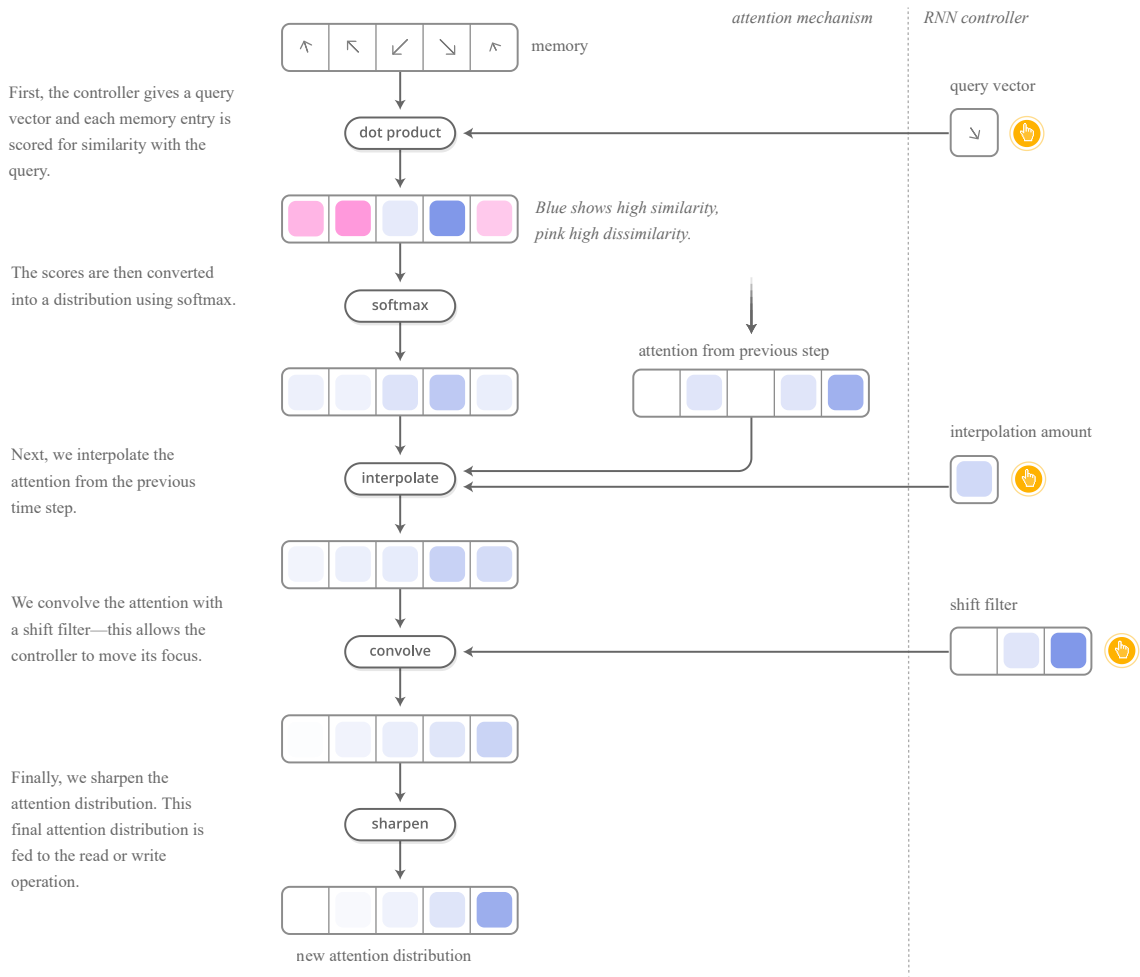 attention mechanism
RNN controller
memory
First, the controller gives a query
vector and each memory entry is
scored for similarity with the
query.
query vector
dot product
Blue shows high similarity,
pink high dissimilarity.
The scores are then converted
into a distribution using softmax.
softmax
attention from previous step
interpolation amount
Next, we interpolate the
attention from the previous
time step.
interpolate
We convolve the attention with
a shift filter—this allows the
controller to move its focus.
shift filter
convolve
Finally, we sharpen the
attention distribution. This
final attention distribution is
fed to the read or write
operation.
sharpen
new attention distribution